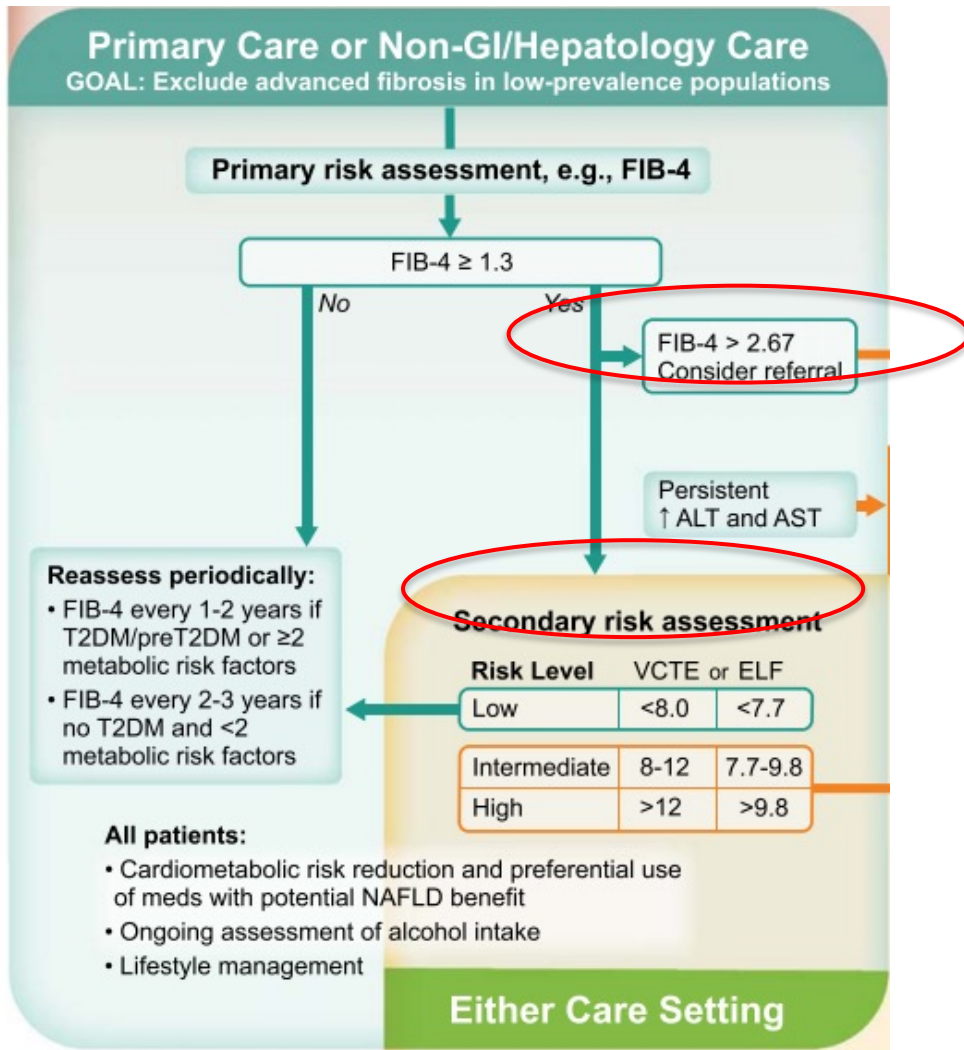 Primary Care or Non-GI/Hepatology Care
GOAL: Exclude advanced fibrosis in low-prevalence populations
Primary risk assessment, e.g., FIB-4
FIB-4 ≥ 1.3
No
Yes
FIB-4 > 2.67
Consider referral
Persistent
↑ ALT and AST
Reassess periodically:
• FIB-4 every 1-2 years if
T2DM/preT2DM or ≥2
metabolic risk factors
• FIB-4 every 2-3 years if
no T2DM and <2
metabolic risk factors
Secondary risk assessment
Risk Level VCTE or ELF
Low <8.0 <7.7
Intermediate 8-12 7.7-9.8
High >12 >9.8
All patients:
• Cardiometabolic risk reduction and preferential use
of meds with potential NAFLD benefit
• Ongoing assessment of alcohol intake
• Lifestyle management
Either Care Setting